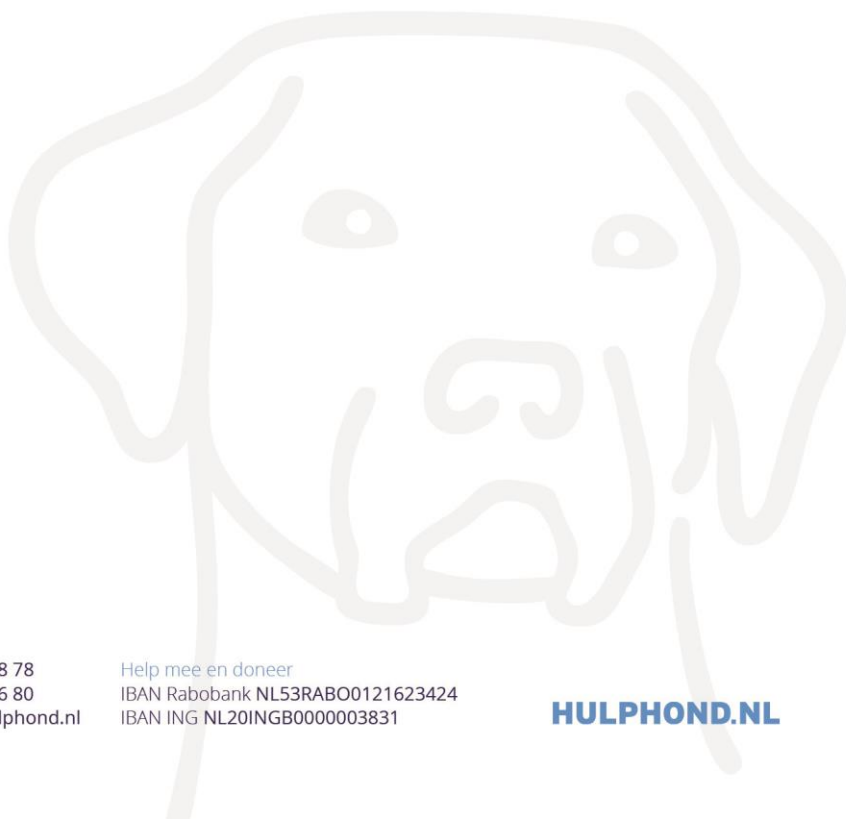 8 78
6 80
lphond.nl
Help mee en doneer
IBAN Rabobank NL53RABO0121623424
IBAN ING NL20INGB0000003831
HULPHOND.NL